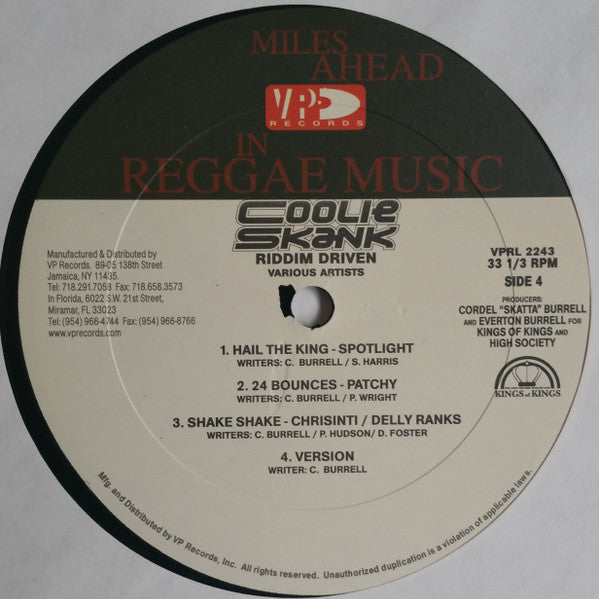 MILES
AHEAD
VP
RECORDS
IN
REGGAE MUSIC
COOLIE
SKANK
RIDDIM DRIVEN
VARIOUS ARTISTS
Manufactured & Distributed by
VP Records. 89-05 138th Street
Jamaica, NY 11435.
Tel: 718.291.7058 Fax: 718.658.3573
In Florida, 6022 S.W. 21st Street,
Miramar, FL 33023
Tel: (954) 966-4744 Fax: (954) 966-8766
www.vprecords.com
VPRL 2243
33 1/3 RPM
SIDE 4
PRODUCERS:
CORDEL "SKATTA" BURRELL
AND EVERTON BURRELL FOR
KINGS OF KINGS AND
HIGH SOCIETY
KINGS of KINGS
1. HAIL THE KING - SPOTLIGHT
WRITERS: C. BURRELL / S. HARRIS
2. 24 BOUNCES - PATCHY
WRITERS: C. BURRELL / P. WRIGHT
3. SHAKE SHAKE - CHRISINTI / DELLY RANKS
WRITERS: C. BURRELL / P. HUDSON/ D. FOSTER
4. VERSION
WRITER: C. BURRELL
Mfg. and Distributed by VP Records, Inc. All rights reserved. Unauthorized duplication is a violation of applicable laws.